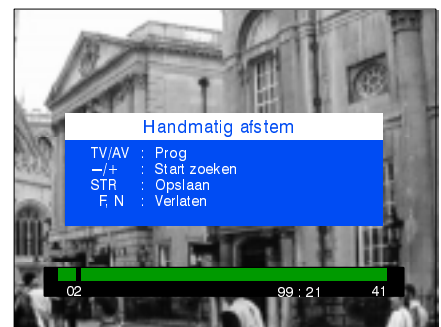 Handmatig afstem
TV/AV : Prog
–/+ : Start zoeken
STR : Opslaan
F, N : Verlaten
02 99 : 21 41